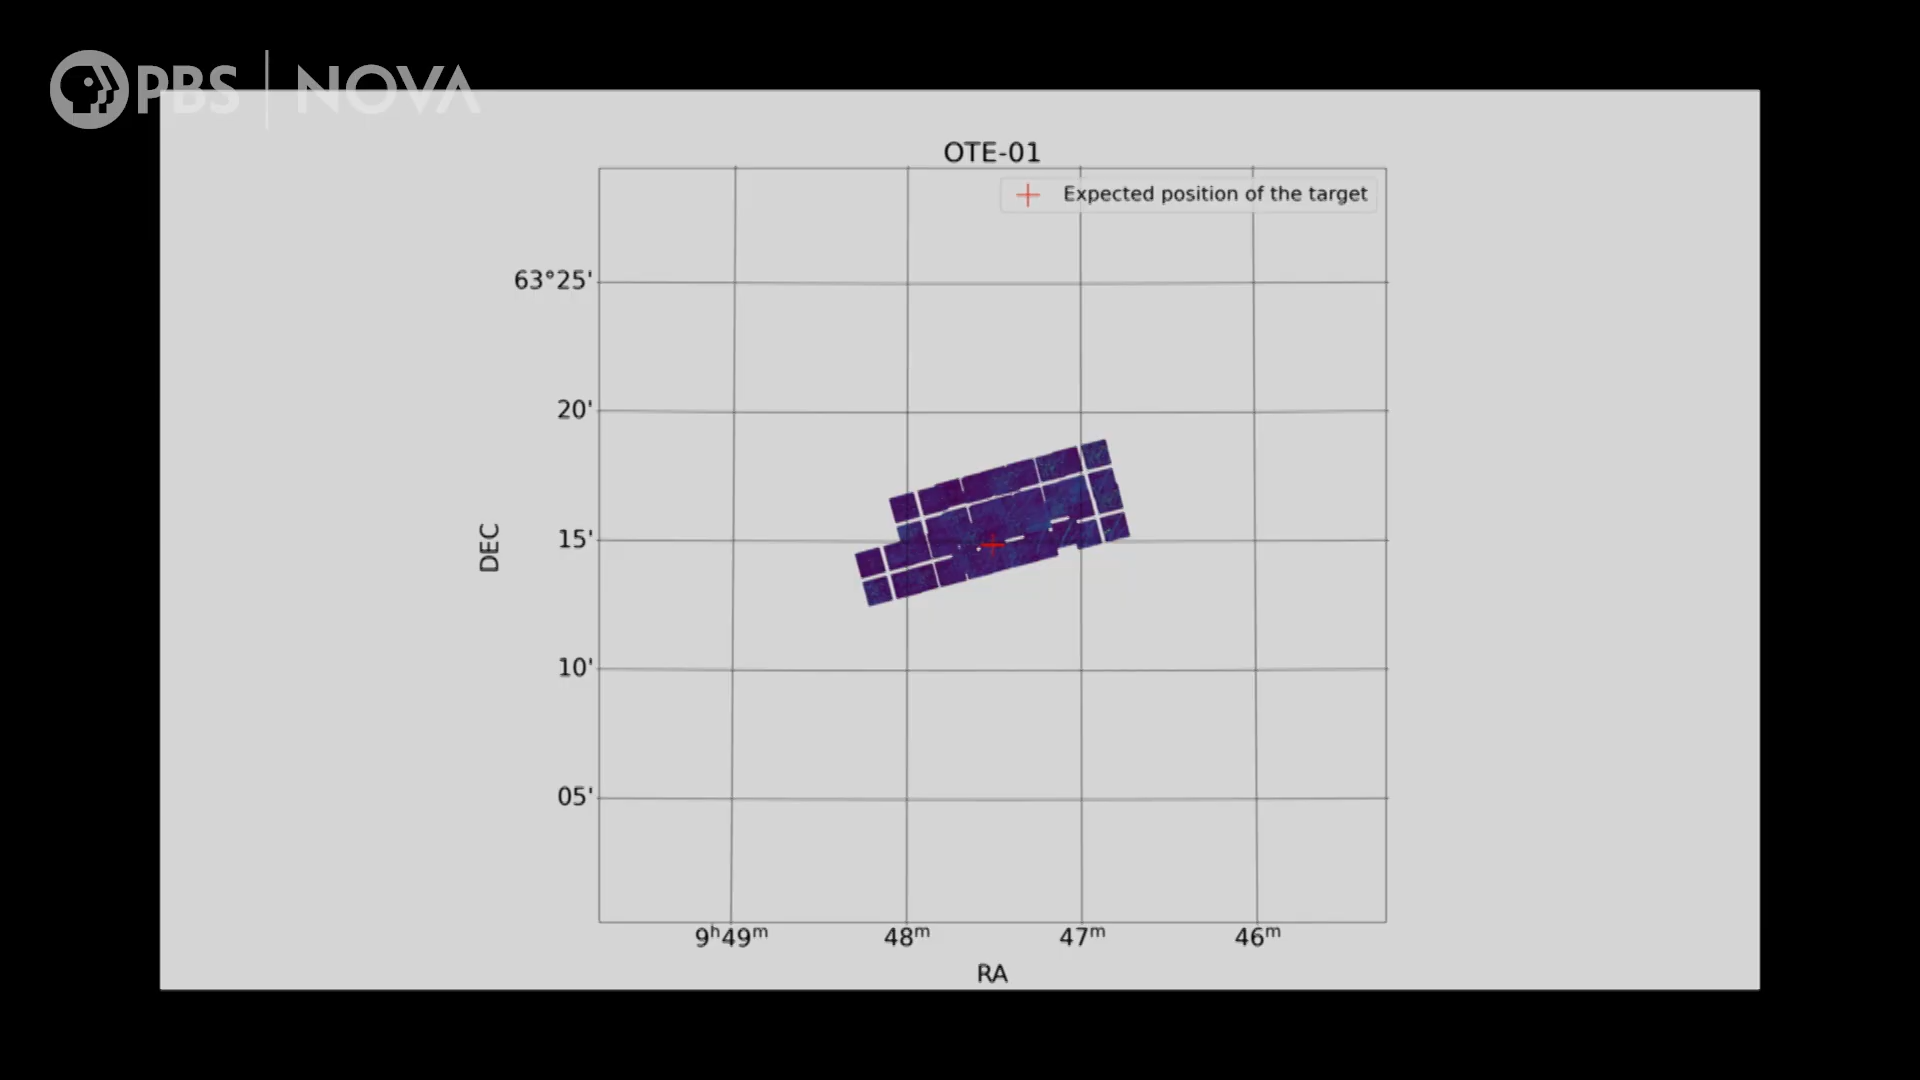 PBS | NOVA
OTE-01
Expected position of the target
63°25'
20'
15'
10'
05'
DEC
9ʰ49ᵐ
48ᵐ
47ᵐ
46ᵐ
RA